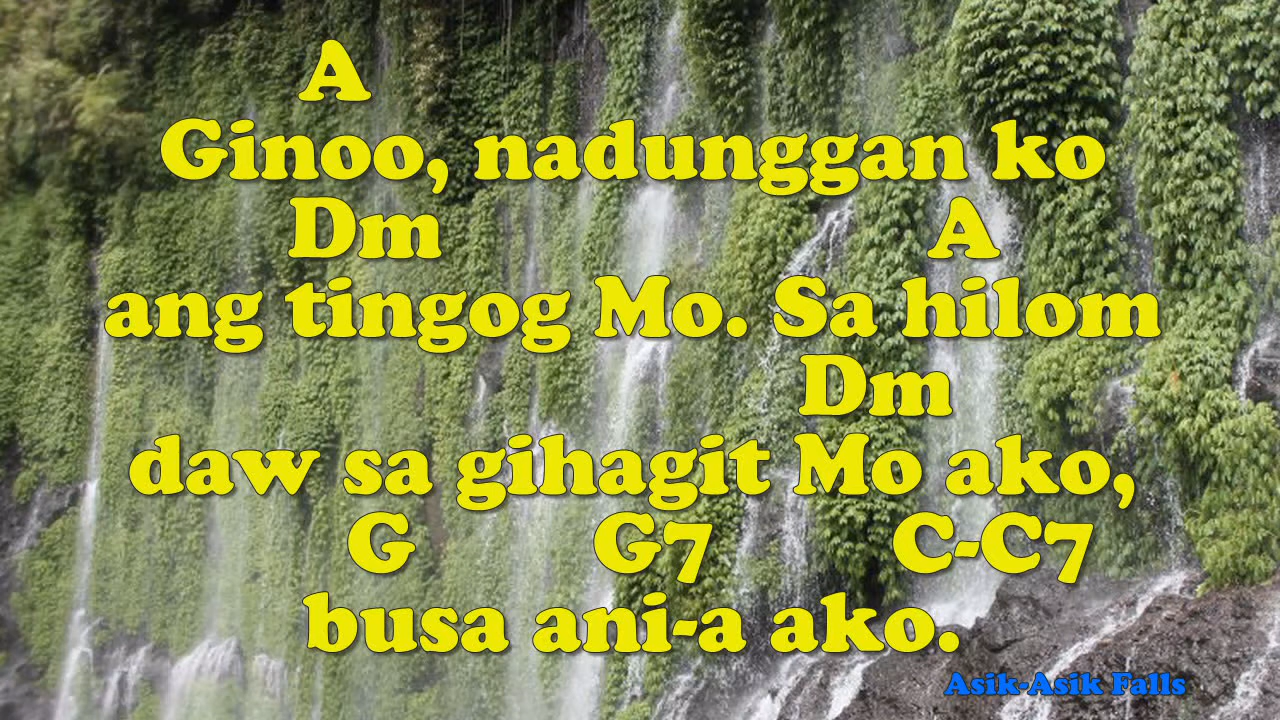 A
Ginoo, nadunggan ko
Dm A
ang tingog Mo. Sa hilom
Dm
daw sa gihagit Mo ako,
G G7 C-C7
busa ani-a ako.
Asik-Asik Falls